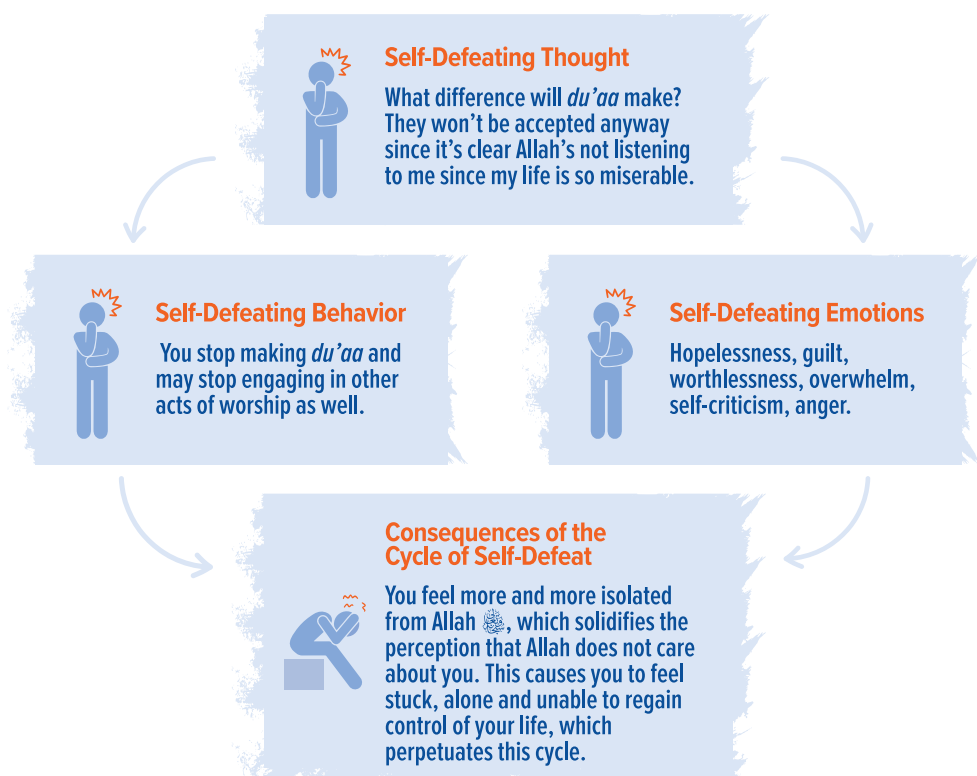 Self-Defeating Thought
What difference will du'aa make?
They won't be accepted anyway
since it's clear Allah's not listening
to me since my life is so miserable.
Self-Defeating Behavior
You stop making du'aa and
may stop engaging in other
acts of worship as well.
Self-Defeating Emotions
Hopelessness, guilt,
worthlessness, overwhelm,
self-criticism, anger.
Consequences of the
Cycle of Self-Defeat
You feel more and more isolated
from Allah , which solidifies the
perception that Allah does not care
about you. This causes you to feel
stuck, alone and unable to regain
control of your life, which
perpetuates this cycle.